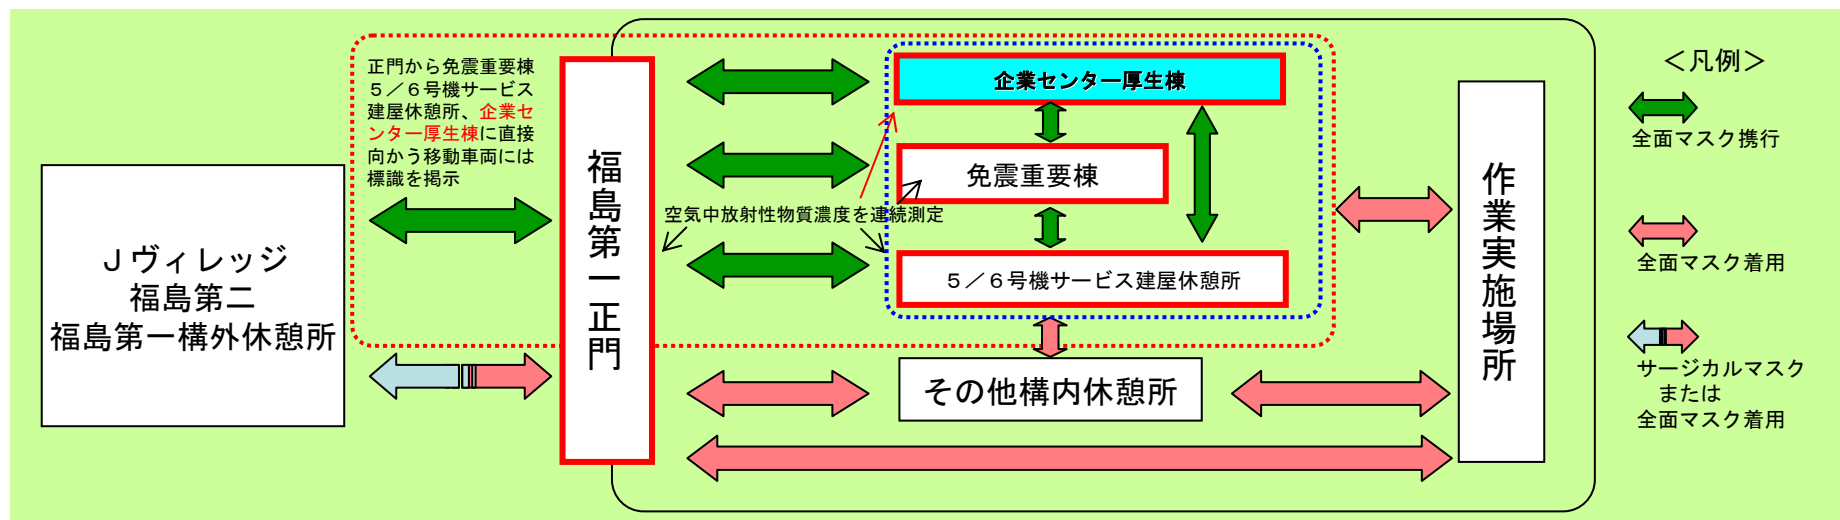 正門から免震重要棟
５／６号機サービス
建屋休憩所、企業セ
ンター厚生棟に直接
向かう移動車両には
標識を掲示
Ｊヴィレッジ
福島第二
福島第一構外休憩所
福島第一正門
企業センター厚生棟
免震重要棟
空気中放射性物質濃度を連続測定
５／６号機サービス建屋休憩所
その他構内休憩所
作業実施場所
＜凡例＞
全面マスク携行
全面マスク着用
サージカルマスク
または
全面マスク着用